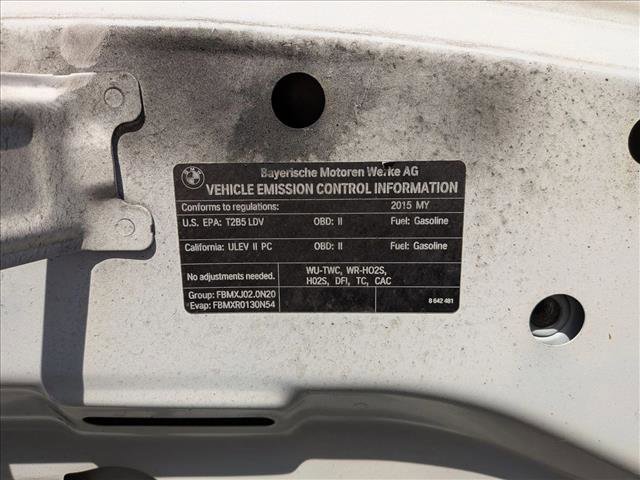 Bayerische Motoren Werke AG
VEHICLE EMISSION CONTROL INFORMATION
Conforms to regulations: 2015 MY
U.S. EPA: T2B5 LDV OBD: II Fuel: Gasoline
California: ULEV II PC OBD: II Fuel: Gasoline
No adjustments needed. WU-TWC, WR-HO2S,
HO2S, DFI, TC, CAC
Group: FBMXJ02.0N20
Evap: FBMXR0130N54
8 642 481